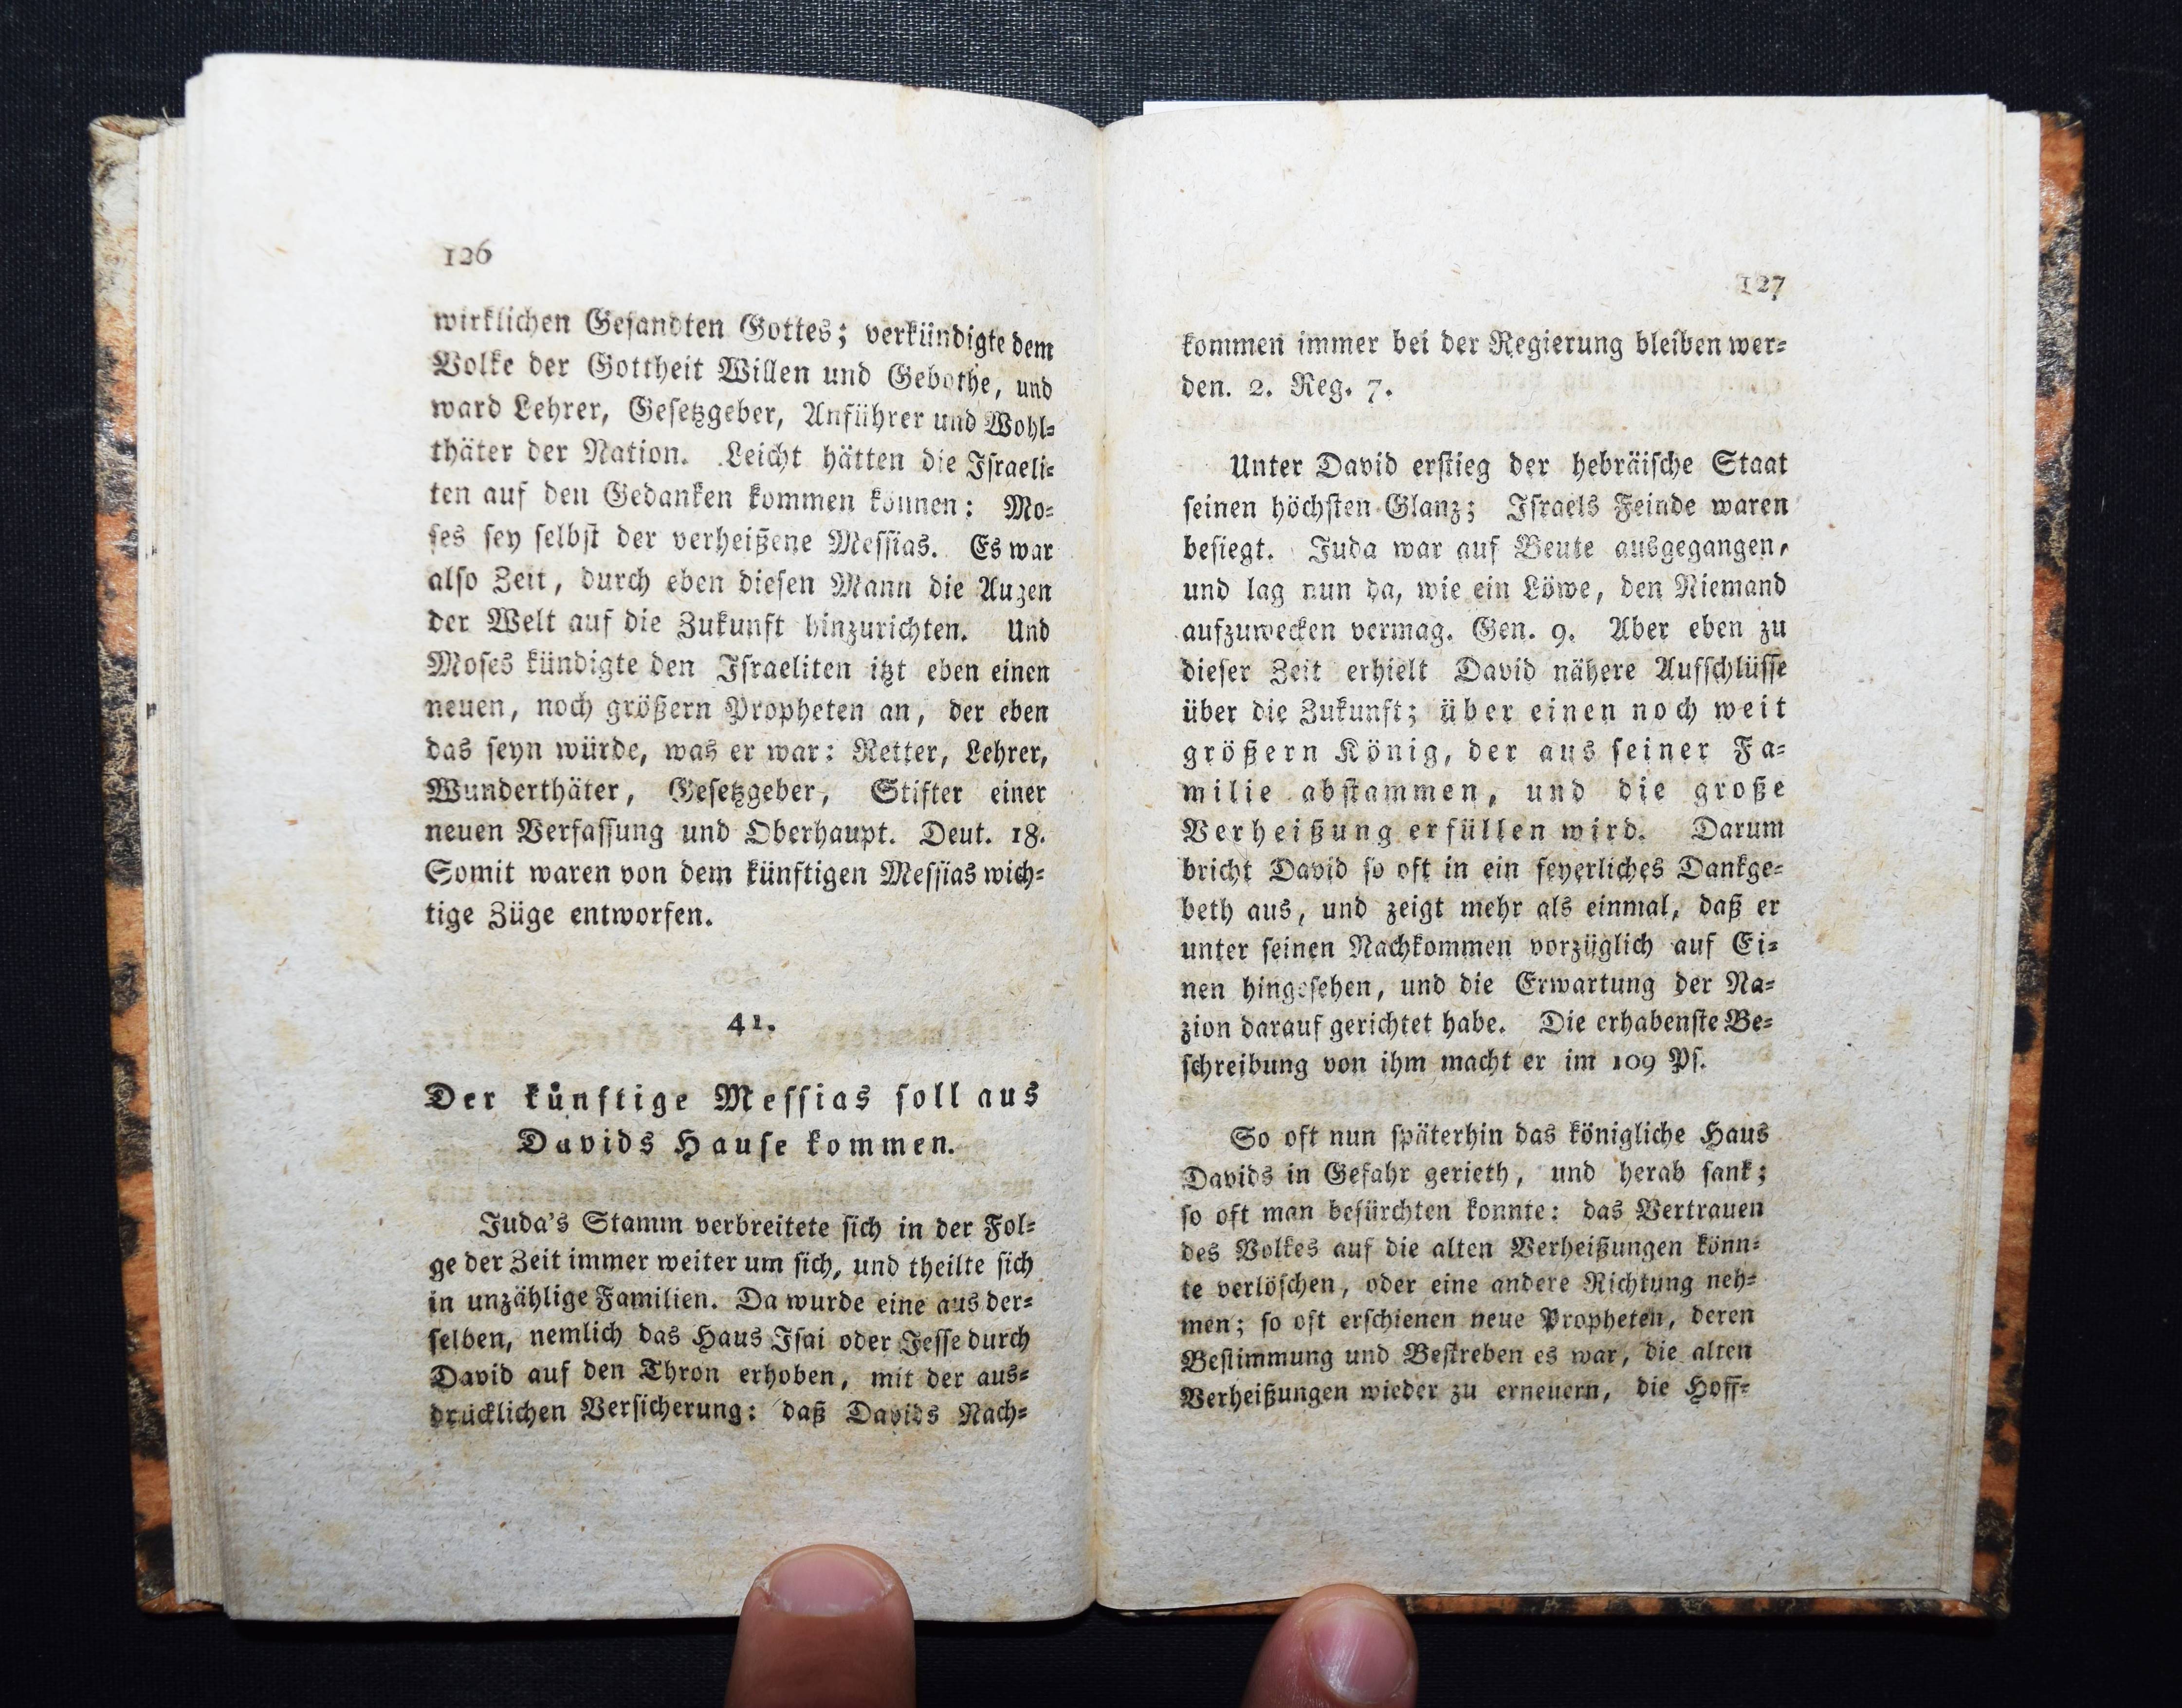 126
wirklichen Gesandten Gottes; verkündigte dem
Volke der Gottheit Willen und Gebothe, und
ward Lehrer, Gesetzgeber, Anführer und Wohl-
thäter der Nation. Leicht hätten die Israeli-
ten auf den Gedanken kommen können: Mo-
ses sey selbst der verheißene Messias. Es war
also Zeit, durch eben diesen Mann die Augen
der Welt auf die Zukunft hinzurichten. Und
Moses kündigte den Israeliten itzt eben einen
neuen, noch größern Propheten an, der eben
das seyn würde, was er war: Retter, Lehrer,
Wunderthäter, Gesetzgeber, Stifter einer
neuen Verfassung und Oberhaupt. Deut. 18.
Somit waren von dem künftigen Messias wich-
tige Züge entworfen.
41.
Der künftige Messias soll aus
Davids Hause kommen.
Juda's Stamm verbreitete sich in der Fol-
ge der Zeit immer weiter um sich, und theilte sich
in unzählige Familien. Da wurde eine aus der-
selben, nemlich das Haus Isai oder Jesse durch
David auf den Thron erhoben, mit der aus-
drücklichen Versicherung: daß Davids Nach-
127
kommen immer bei der Regierung bleiben wer-
den. 2. Reg. 7.
Unter David erstieg der hebräische Staat
seinen höchsten Glanz; Israels Feinde waren
besiegt. Juda war auf Beute ausgegangen,
und lag nun da, wie ein Löwe, den Niemand
aufzuwecken vermag. Gen. 9. Aber eben zu
dieser Zeit erhielt David nähere Aufschlüsse
über die Zukunft; über einen noch weit
größern König, der aus seiner Fa-
milie abstammen, und die große
Verheißung erfüllen wird. Darum
bricht David so oft in ein feyerliches Dankge-
beth aus, und zeigt mehr als einmal, daß er
unter seinen Nachkommen vorzüglich auf Ei-
nen hingesehen, und die Erwartung der Na-
zion darauf gerichtet habe. Die erhabenste Be-
schreibung von ihm macht er im 109 Ps.
So oft nun späterhin das königliche Haus
Davids in Gefahr gerieth, und herab sank;
so oft man befürchten konnte: das Vertrauen
des Volkes auf die alten Verheißungen könn-
te verlöschen, oder eine andere Richtung neh-
men; so oft erschienen neue Propheten, deren
Bestimmung und Bestreben es war, die alten
Verheißungen wieder zu erneuern, die Hoff-